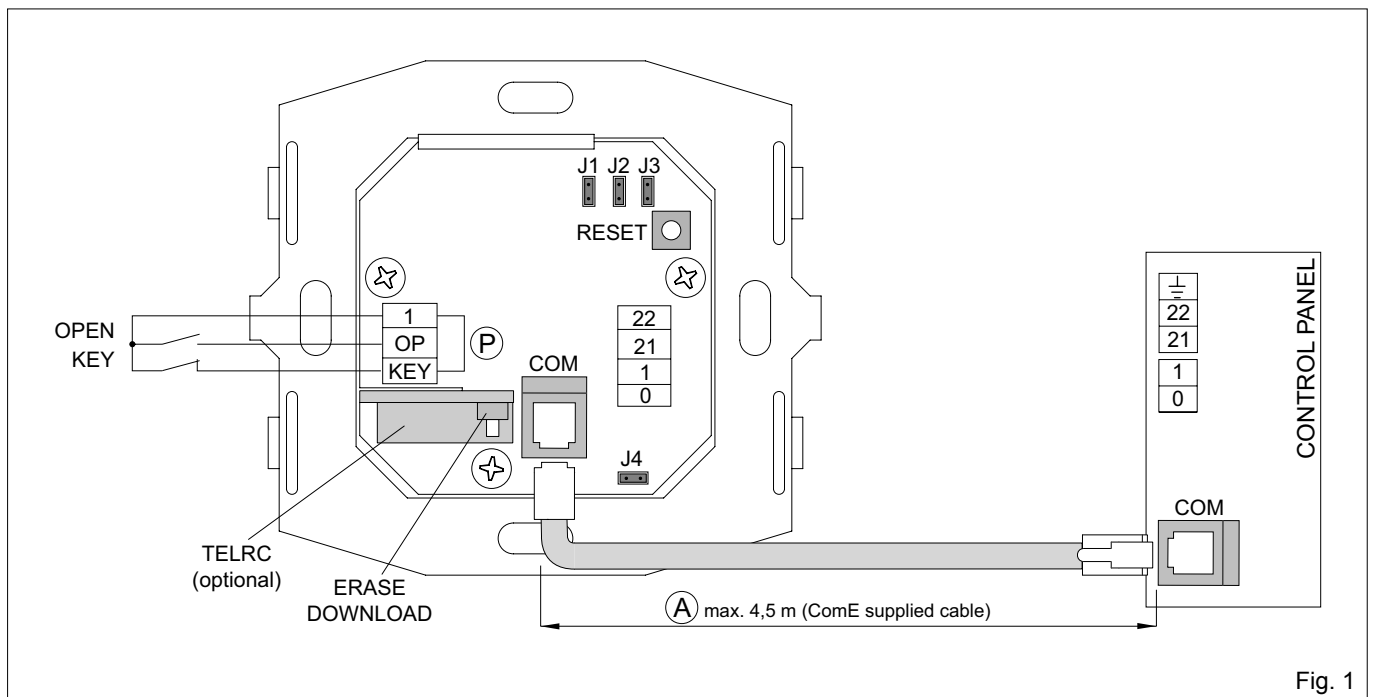 J1 J2 J3
RESET
OPEN
KEY
1
OP
KEY
P
COM
22
21
1
0
J4
TELRC
(optional)
ERASE
DOWNLOAD
22
21
1
0
CONTROL PANEL
COM
A max. 4,5 m (ComE supplied cable)
Fig. 1